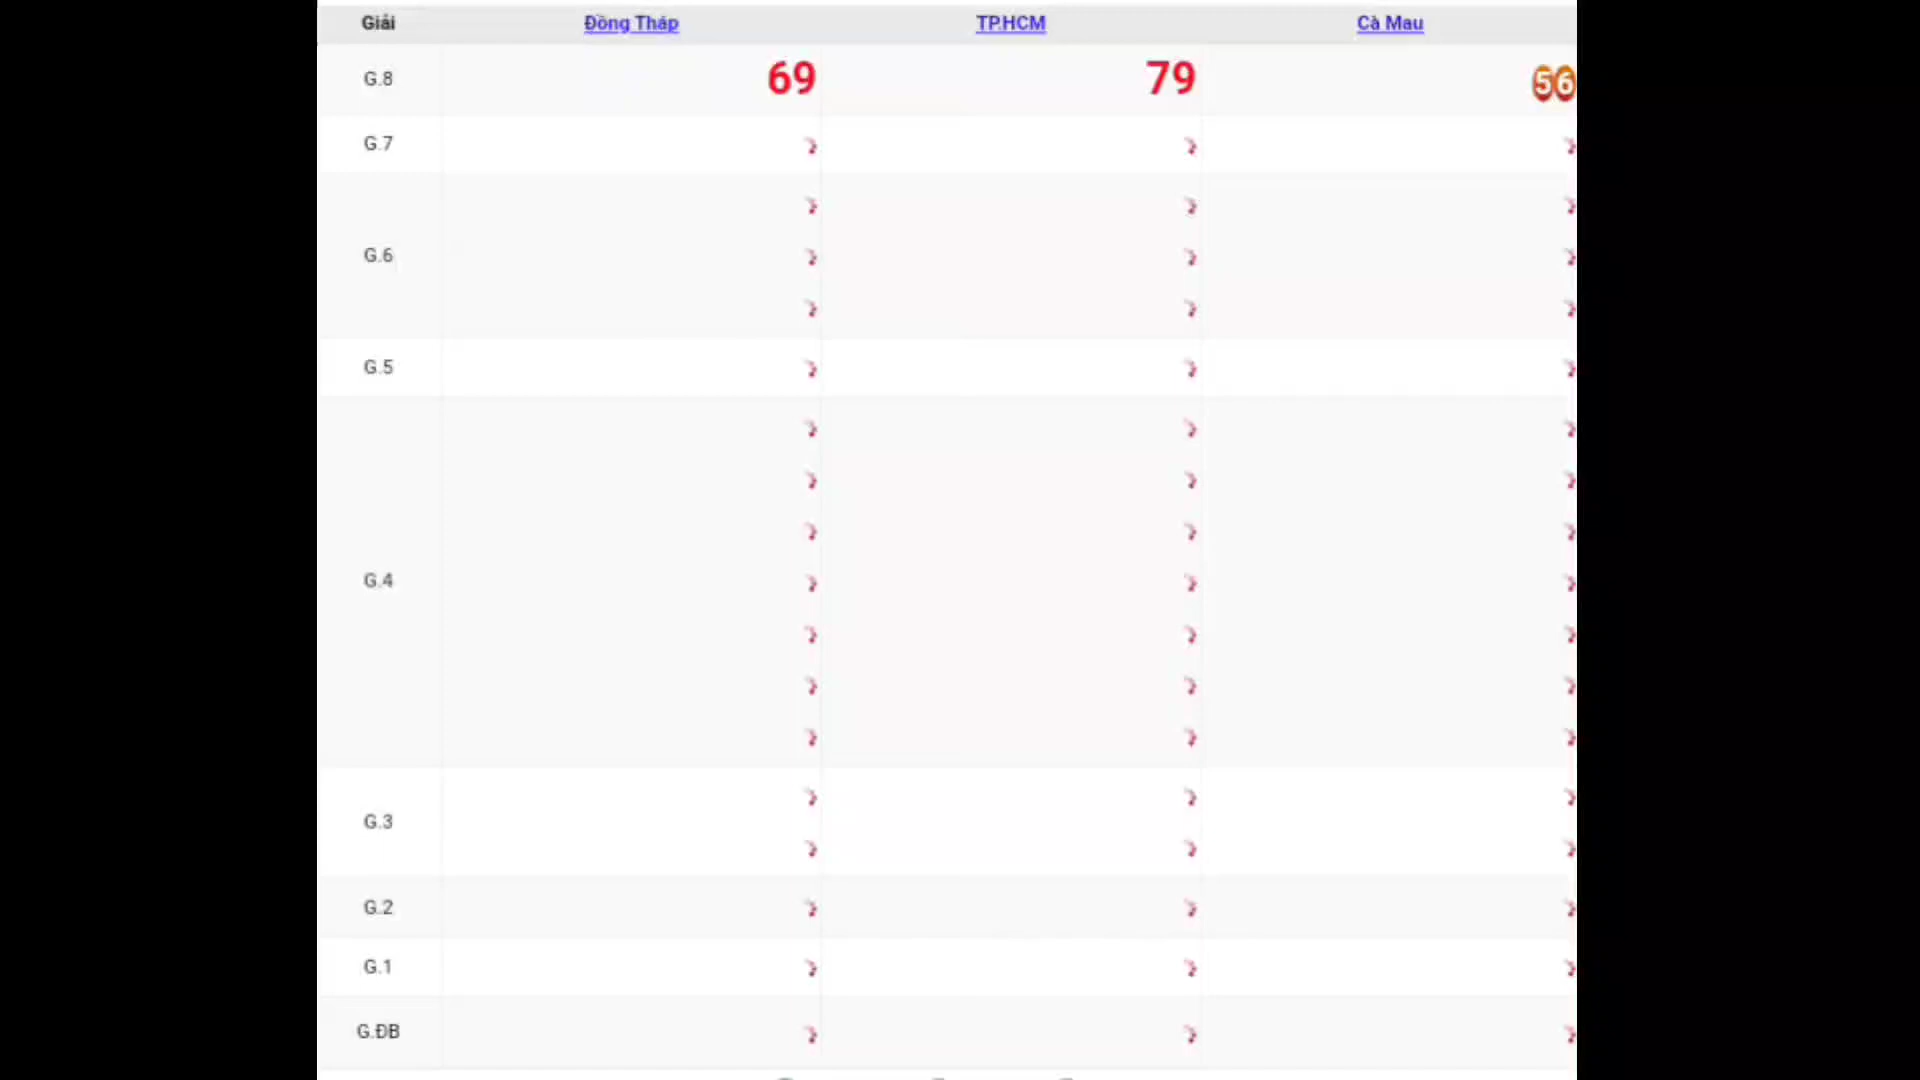 Giải Đồng Tháp TP.HCM Cà Mau
G.8 69 79 56
G.7
G.6
G.5
G.4
G.3
G.2
G.1
G.ĐB